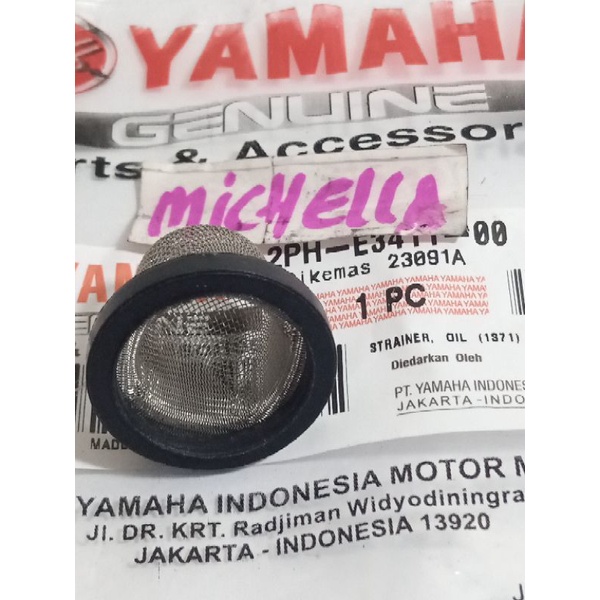 YAMAHA
GENUINE
rts & Accessor
MICHELLA
2PH-E3411-00
ikemas 23091A
1 PC
STRAINER, OIL (1371)
Diedarkan Oleh
PT. YAMAHA INDONES
JAKARTA-INDO
MADE
YAMAHA INDONESIA MOTOR M
Jl. DR. KRT. Radjiman Widyodiningra
JAKARTA - INDONESIA 13920